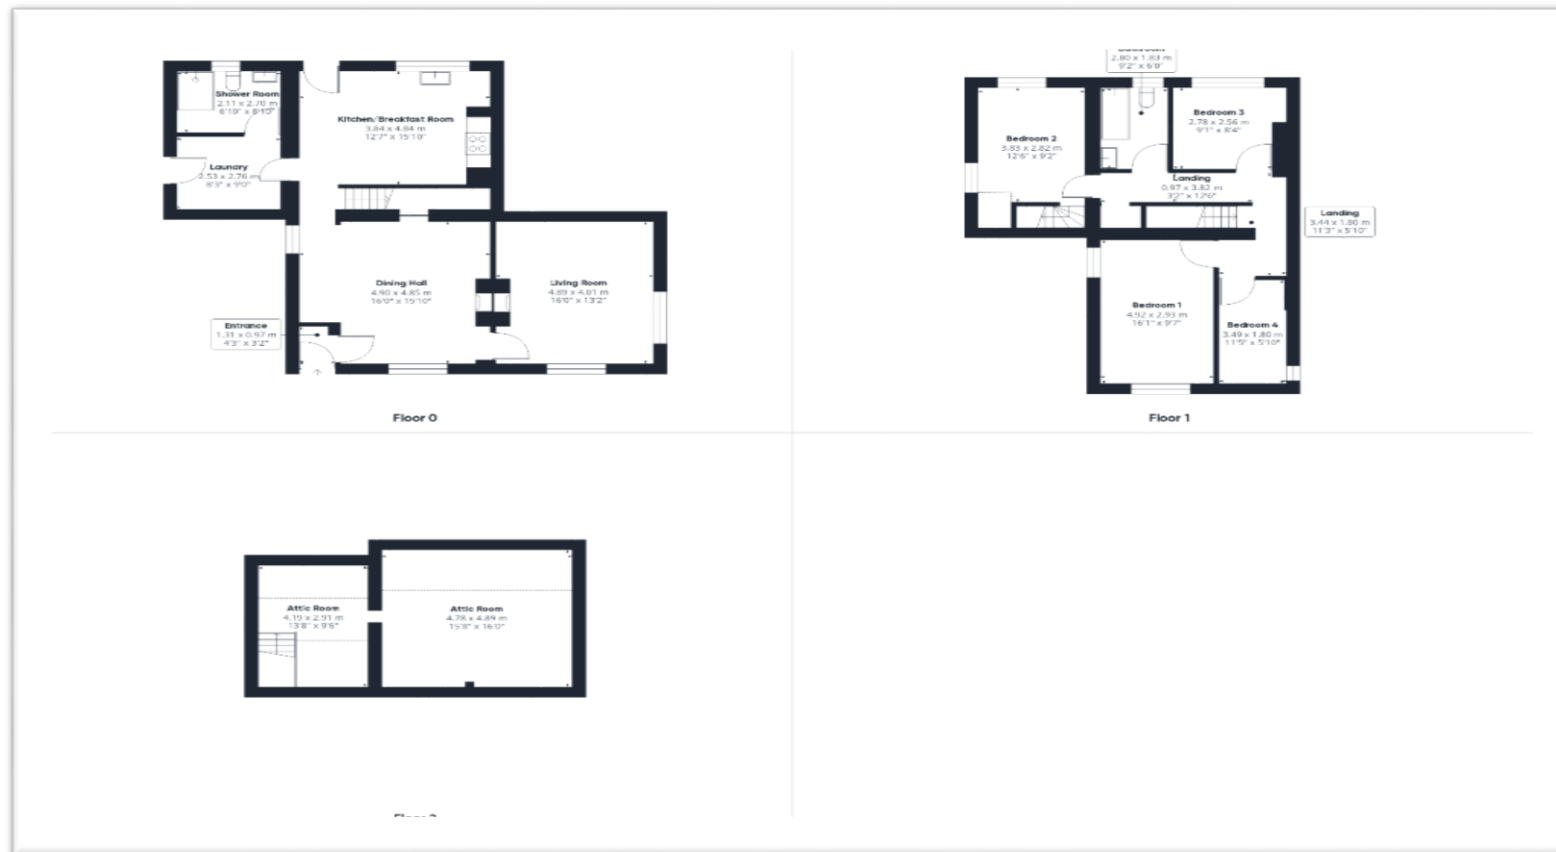 Shower Room
2.11 x 2.70 m
6'10" x 8'10"
Kitchen/Breakfast Room
3.84 x 4.84 m
12'7" x 15'10"
Laundry
2.53 x 2.76 m
8'3" x 9'0"
Dining Hall
4.90 x 4.85 m
16'0" x 15'10"
Living Room
4.89 x 4.01 m
16'0" x 13'2"
Entrance
1.31 x 0.97 m
4'3" x 3'2"
Floor 0
2.80 x 1.83 m
9'2" x 6'0"
Bedroom 2
3.83 x 2.82 m
12'6" x 9'2"
Bedroom 3
2.78 x 2.56 m
9'1" x 8'4"
Landing
0.97 x 3.82 m
3'2" x 12'6"
Landing
3.44 x 1.80 m
11'3" x 5'10"
Bedroom 1
4.92 x 2.93 m
16'1" x 9'7"
Bedroom 4
3.49 x 1.80 m
11'5" x 5'10"
Floor 1
Attic Room
4.19 x 2.91 m
13'8" x 9'6"
Attic Room
4.78 x 4.89 m
15'8" x 16'0"